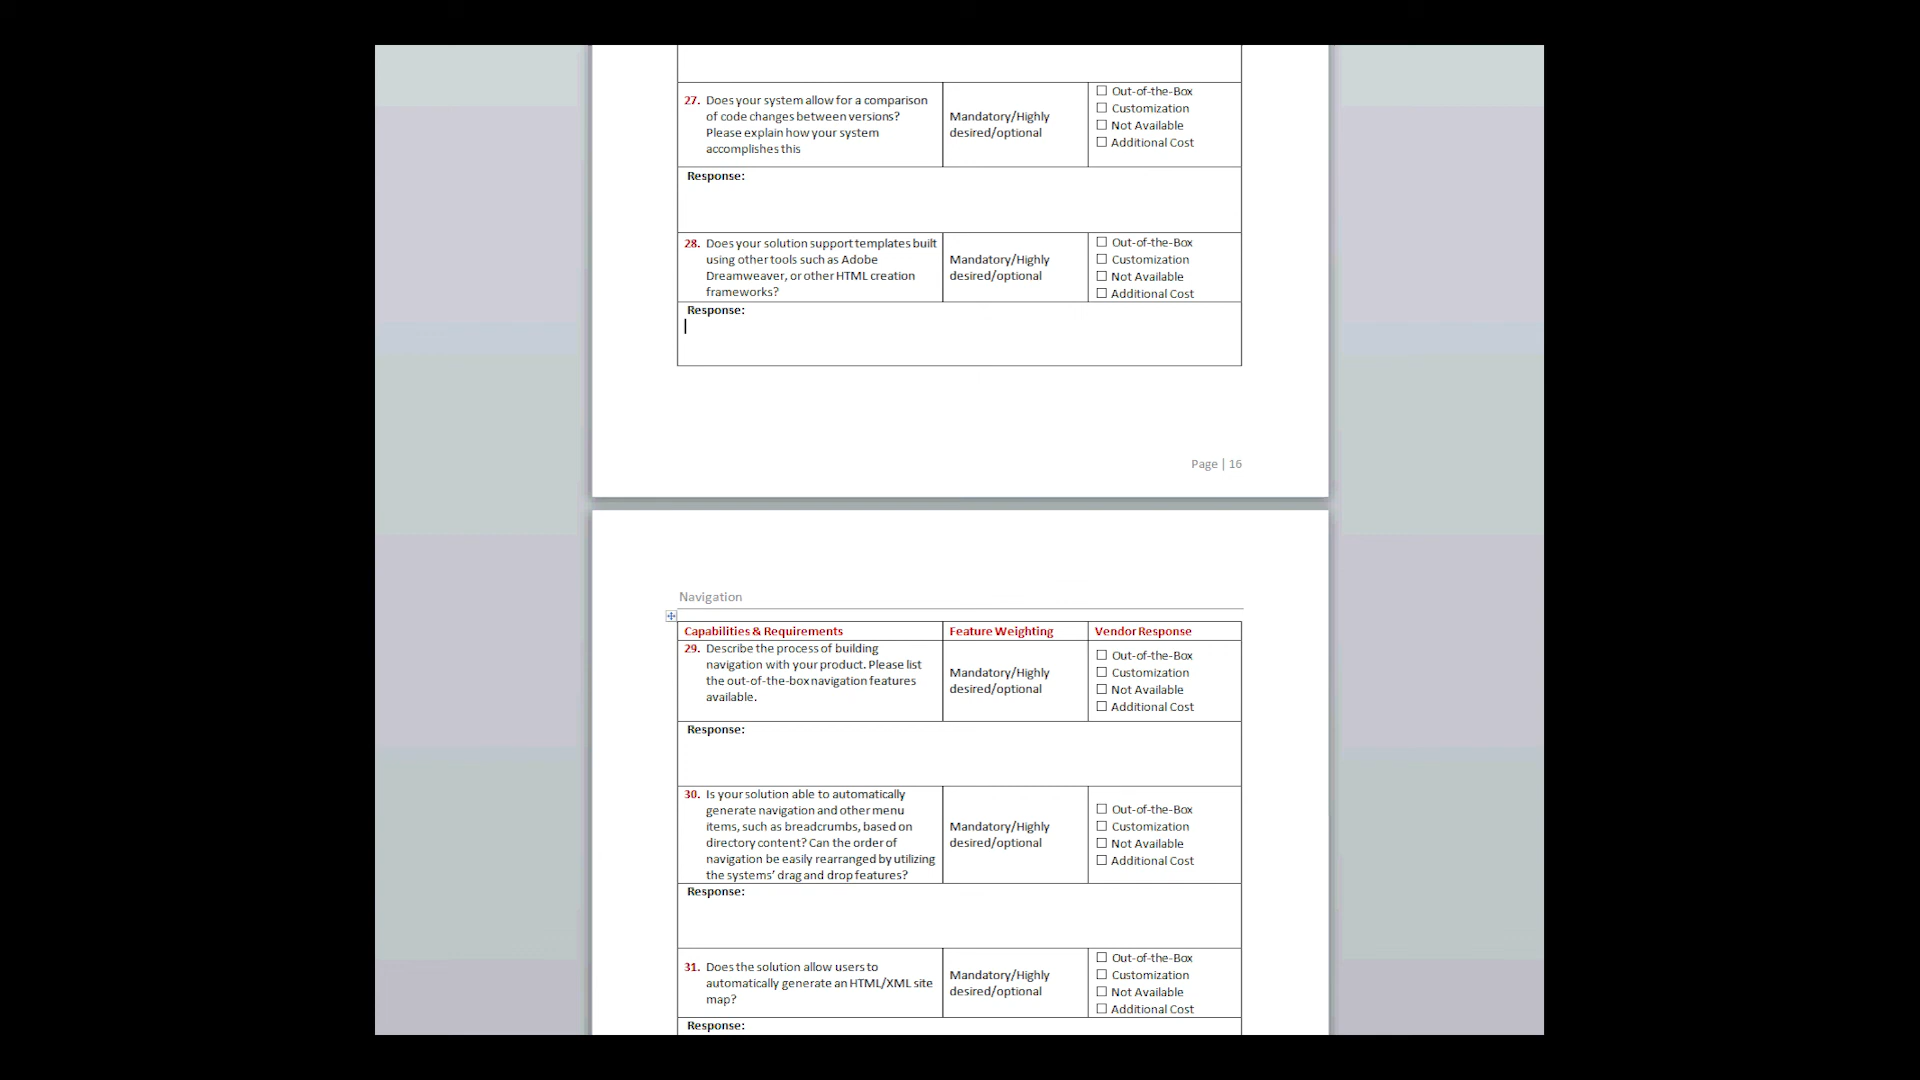 27. Does your system allow for a comparison
of code changes between versions?
Please explain how your system
accomplishes this
Mandatory/Highly
desired/optional
☐ Out-of-the-Box
☐ Customization
☐ Not Available
☐ Additional Cost
Response:
28. Does your solution support templates built
using other tools such as Adobe
Dreamweaver, or other HTML creation
frameworks?
Mandatory/Highly
desired/optional
☐ Out-of-the-Box
☐ Customization
☐ Not Available
☐ Additional Cost
Response:
Page | 16
Navigation
Capabilities & Requirements
Feature Weighting
Vendor Response
29. Describe the process of building
navigation with your product. Please list
the out-of-the-box navigation features
available.
Mandatory/Highly
desired/optional
☐ Out-of-the-Box
☐ Customization
☐ Not Available
☐ Additional Cost
Response:
30. Is your solution able to automatically
generate navigation and other menu
items, such as breadcrumbs, based on
directory content? Can the order of
navigation be easily rearranged by utilizing
the systems’ drag and drop features?
Mandatory/Highly
desired/optional
☐ Out-of-the-Box
☐ Customization
☐ Not Available
☐ Additional Cost
Response:
31. Does the solution allow users to
automatically generate an HTML/XML site
map?
Mandatory/Highly
desired/optional
☐ Out-of-the-Box
☐ Customization
☐ Not Available
☐ Additional Cost
Response: